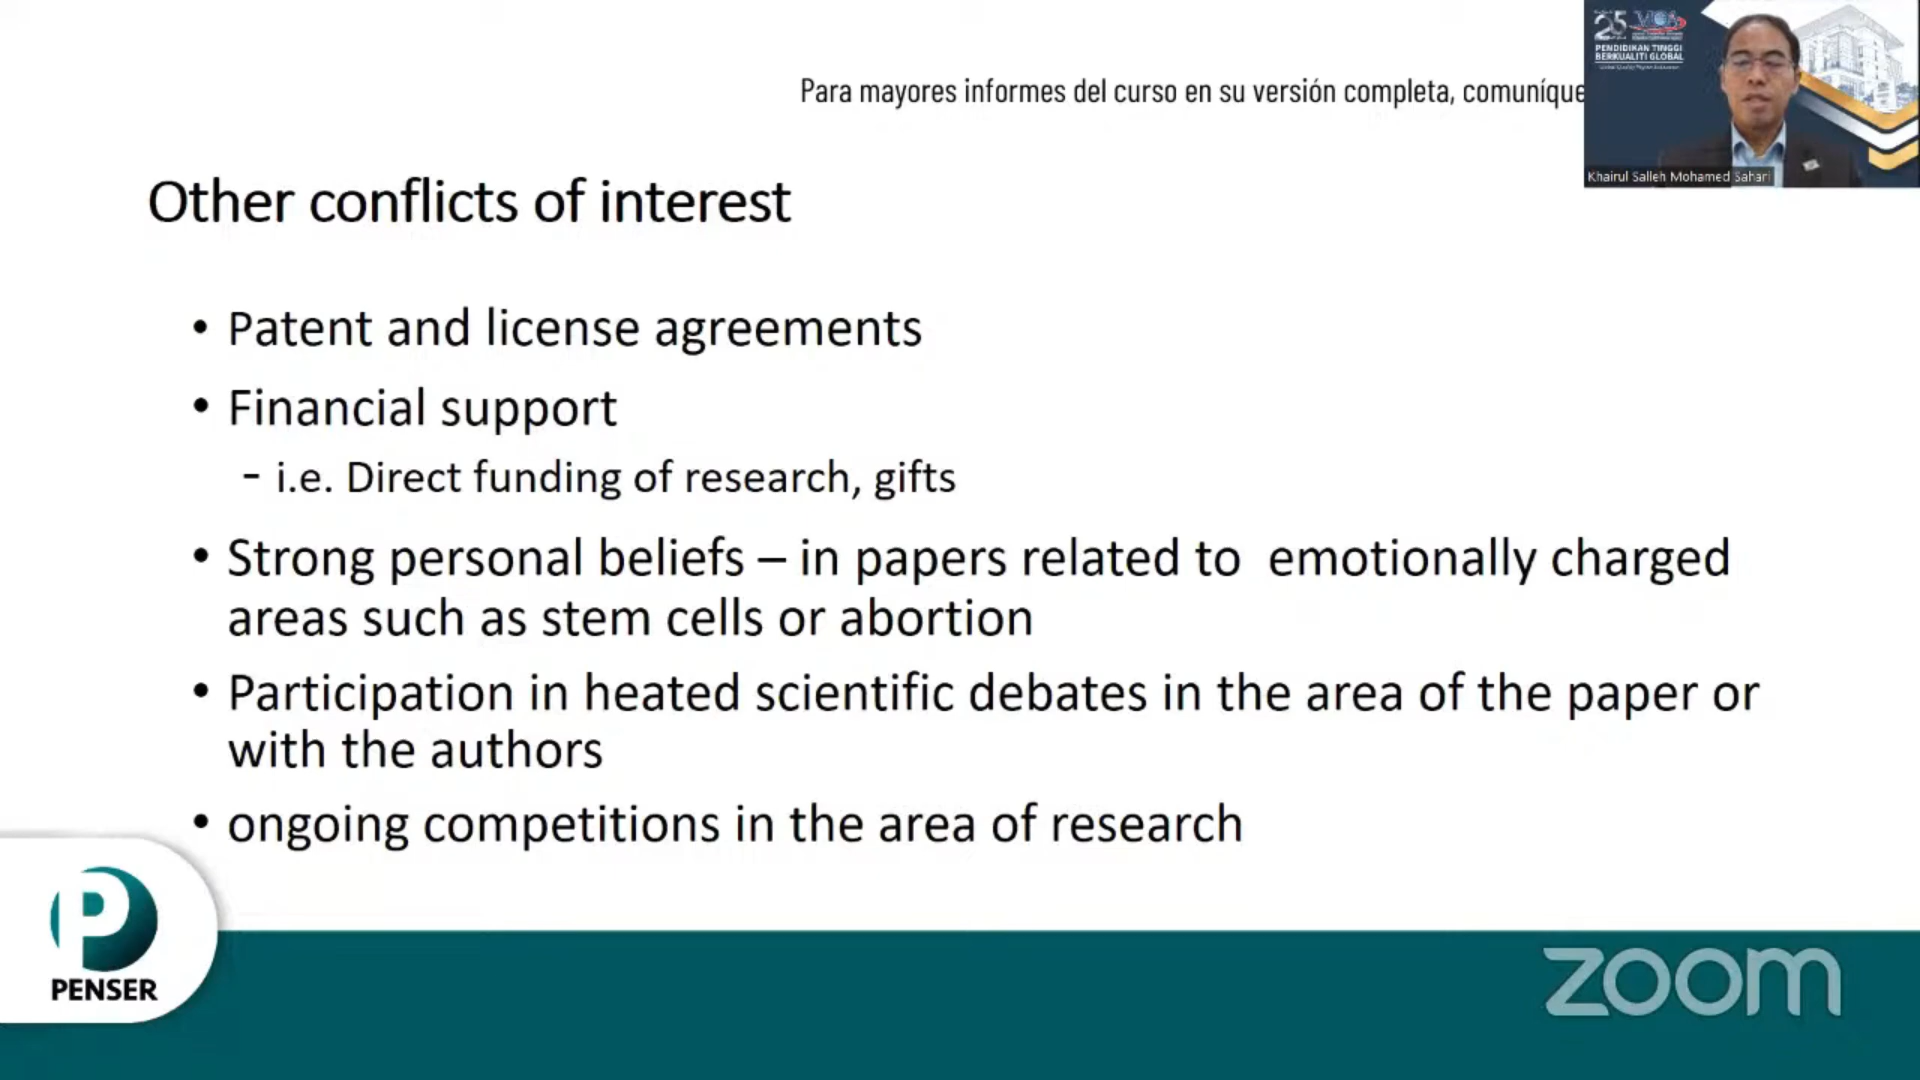 25
PENDIDIKAN TINGGI
BERKUALITI GLOBAL
Para mayores informes del curso en su versión completa, comuníque
Khairul Salleh Mohamed Sahari
Other conflicts of interest
• Patent and license agreements
• Financial support
- i.e. Direct funding of research, gifts
• Strong personal beliefs – in papers related to emotionally charged
areas such as stem cells or abortion
• Participation in heated scientific debates in the area of the paper or
with the authors
• ongoing competitions in the area of research
P
PENSER
zoom